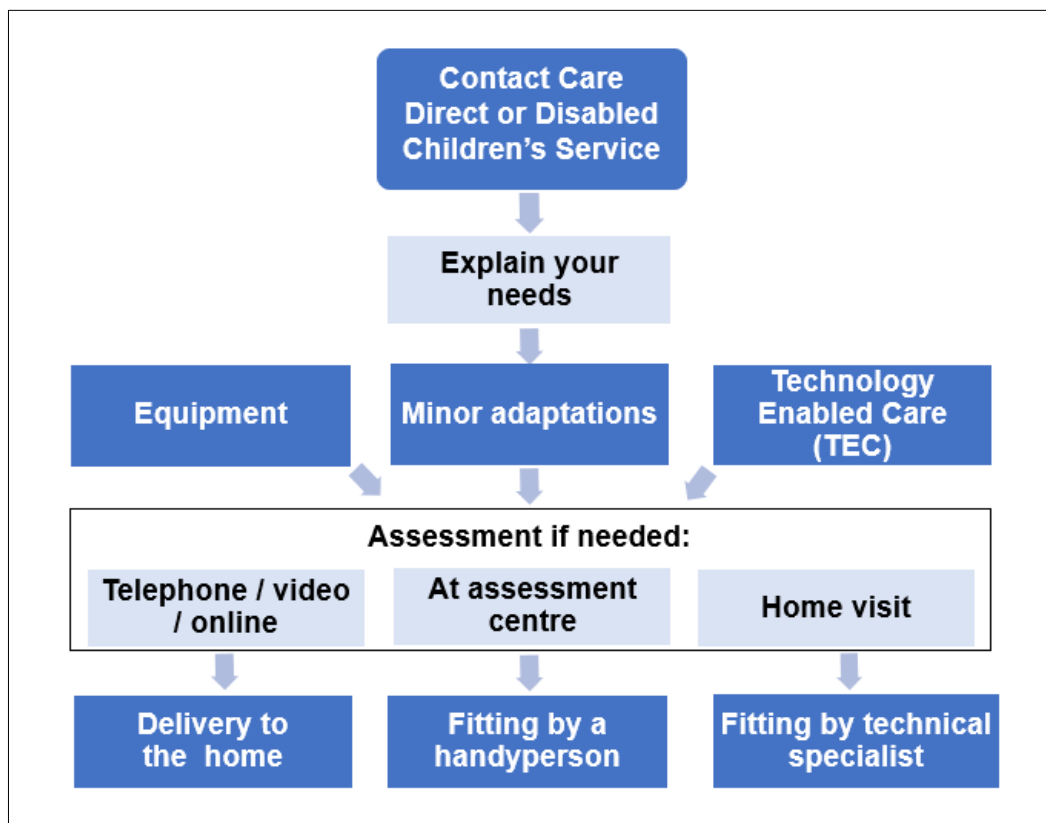 Contact Care
Direct or Disabled
Children’s Service
Explain your
needs
Equipment
Minor adaptations
Technology
Enabled Care
(TEC)
Assessment if needed:
Telephone / video
/ online
At assessment
centre
Home visit
Delivery to
the home
Fitting by a
handyperson
Fitting by technical
specialist